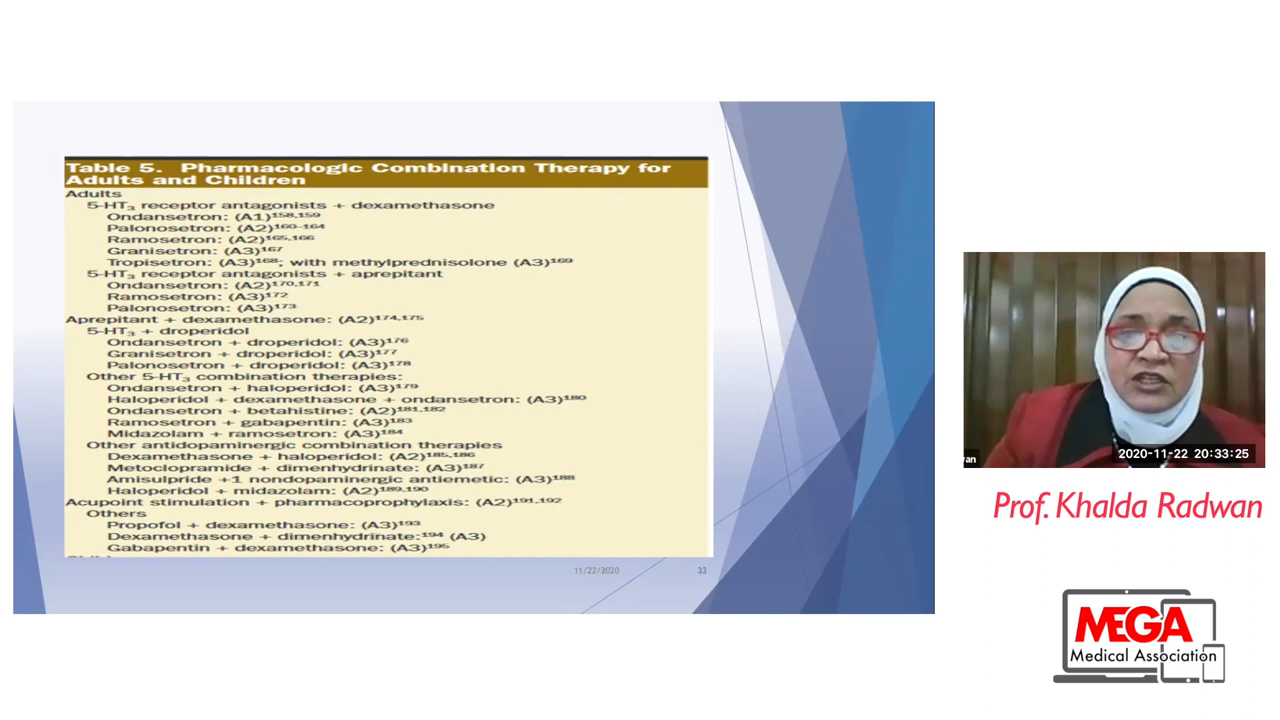 Table 5. Pharmacologic Combination Therapy for
Adults and Children
Adults
5-HT3 receptor antagonists + dexamethasone
Ondansetron: (A1)158,159
Palonosetron: (A2)160–164
Ramosetron: (A2)165,166
Granisetron: (A3)167
Tropisetron: (A3)168; with methylprednisolone (A3)169
5-HT3 receptor antagonists + aprepitant
Ondansetron: (A2)170,171
Ramosetron: (A3)172
Palonosetron: (A3)173
Aprepitant + dexamethasone: (A2)174,175
5-HT3 + droperidol
Ondansetron + droperidol: (A3)176
Granisetron + droperidol: (A3)177
Palonosetron + droperidol: (A3)178
Other 5-HT3 combination therapies:
Ondansetron + haloperidol: (A3)179
Haloperidol + dexamethasone + ondansetron: (A3)180
Ondansetron + betahistine: (A2)181,182
Ramosetron + gabapentin: (A3)183
Midazolam + ramosetron: (A3)184
Other antidopaminergic combination therapies
Dexamethasone + haloperidol: (A2)185,186
Metoclopramide + dimenhydrinate: (A3)187
Amisulpride +1 nondopaminergic antiemetic: (A3)188
Haloperidol + midazolam: (A2)189,190
Acupoint stimulation + pharmacoprophylaxis: (A2)191,192
Others
Propofol + dexamethasone: (A3)193
Dexamethasone + dimenhydrinate:194 (A3)
Gabapentin + dexamethasone: (A3)195
11/22/2020 33
wan
2020-11-22 20:33:25
Prof. Khalda Radwan
MEGA
Medical Association